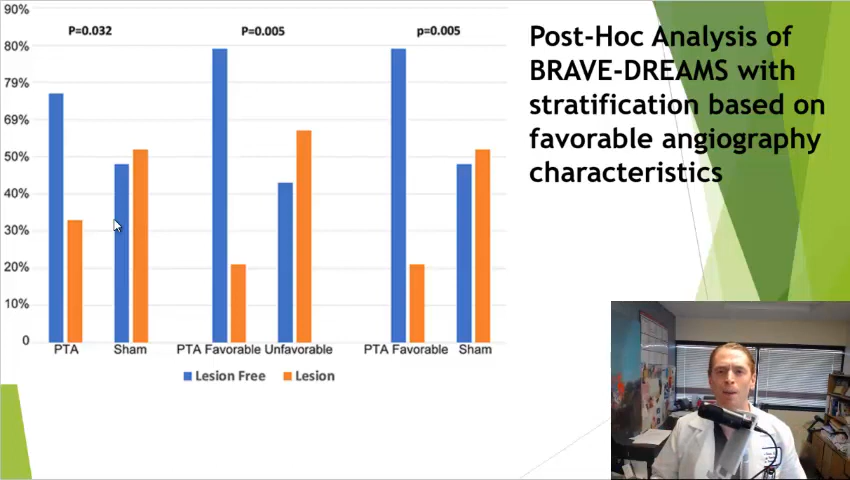 Post-Hoc Analysis of
BRAVE-DREAMS with
stratification based on
favorable angiography
characteristics
90%
80%
79%
69%
50%
40%
30%
20%
10%
0
P=0.032
P=0.005
p=0.005
PTA Sham PTA Favorable Unfavorable PTA Favorable Sham
Lesion Free Lesion